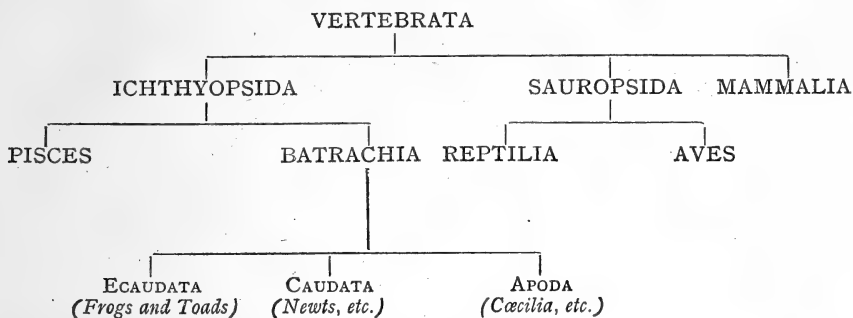 VERTEBRATA
ICHTHYOPSIDA SAUROPSIDA MAMMALIA
PISCES BATRACHIA REPTILIA AVES
ECAUDATA CAUDATA APODA
(Frogs and Toads) (Newts, etc.) (Cœcilia, etc.)